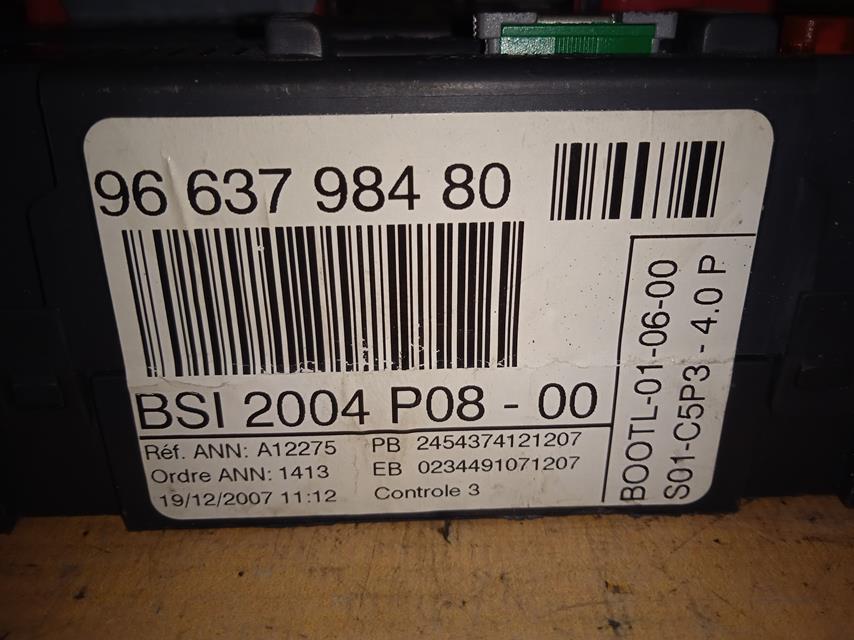 96 637 984 80
BSI 2004 P08 - 00
Réf. ANN: A12275
Ordre ANN: 1413
19/12/2007 11:12
PB 2454374121207
EB 0234491071207
Controle 3
BOOTL-01-06-00
S01-C5P3 - 4.0 P